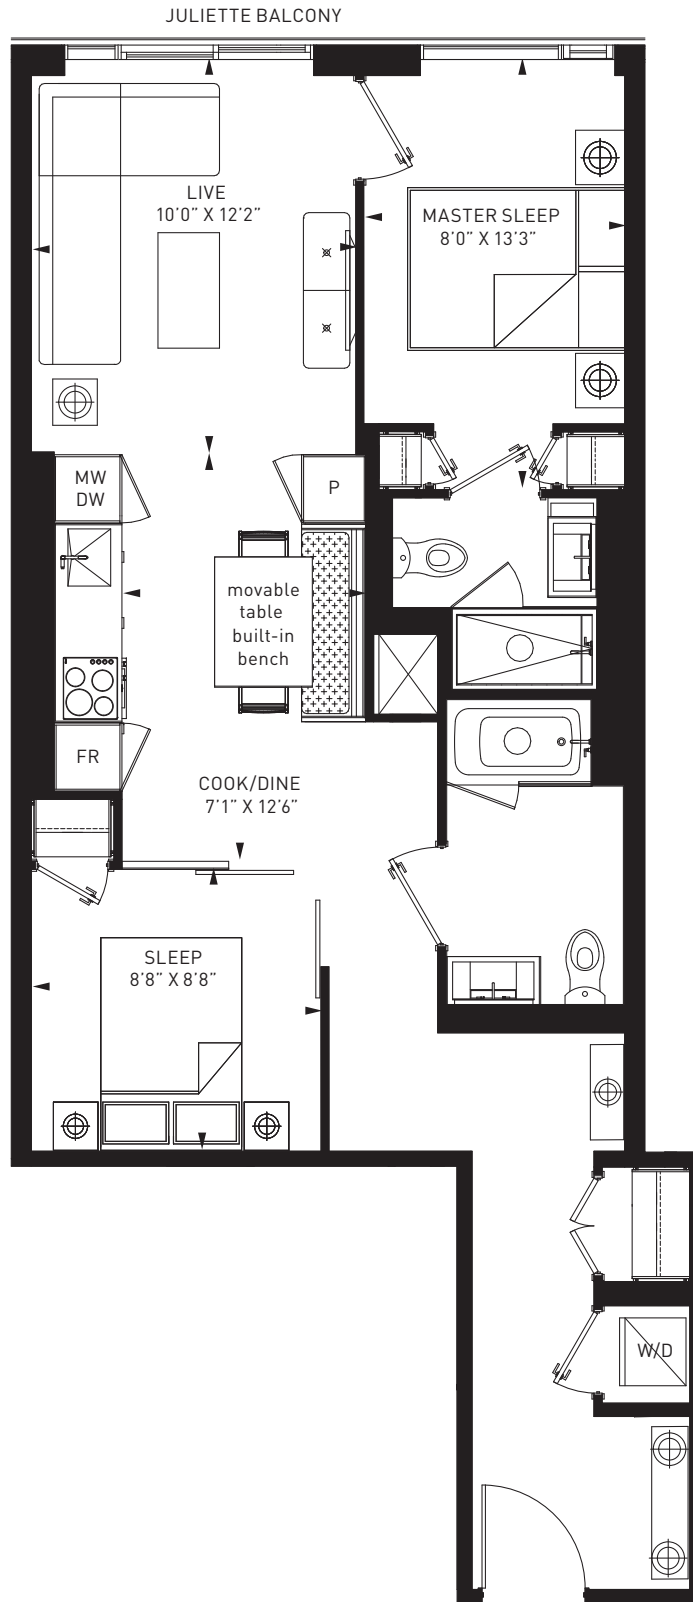 JULIETTE BALCONY
LIVE
10'0" X 12'2"
MASTER SLEEP
8'0" X 13'3"
MW
DW
P
movable
table
built-in
bench
FR
COOK/DINE
7'1" X 12'6"
SLEEP
8'8" X 8'8"
W/D